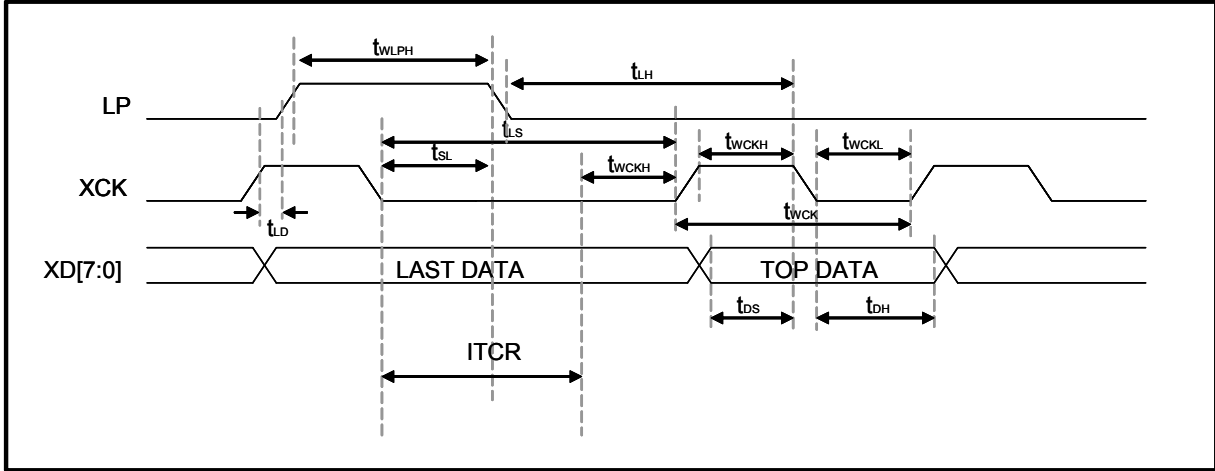 tWLPH
tLH
LP
tLS
tSL
tWCKH
tWCKH
tWCKL
XCK
tWCK
tLD
XD[7:0]
LAST DATA
TOP DATA
tDS
tDH
ITCR